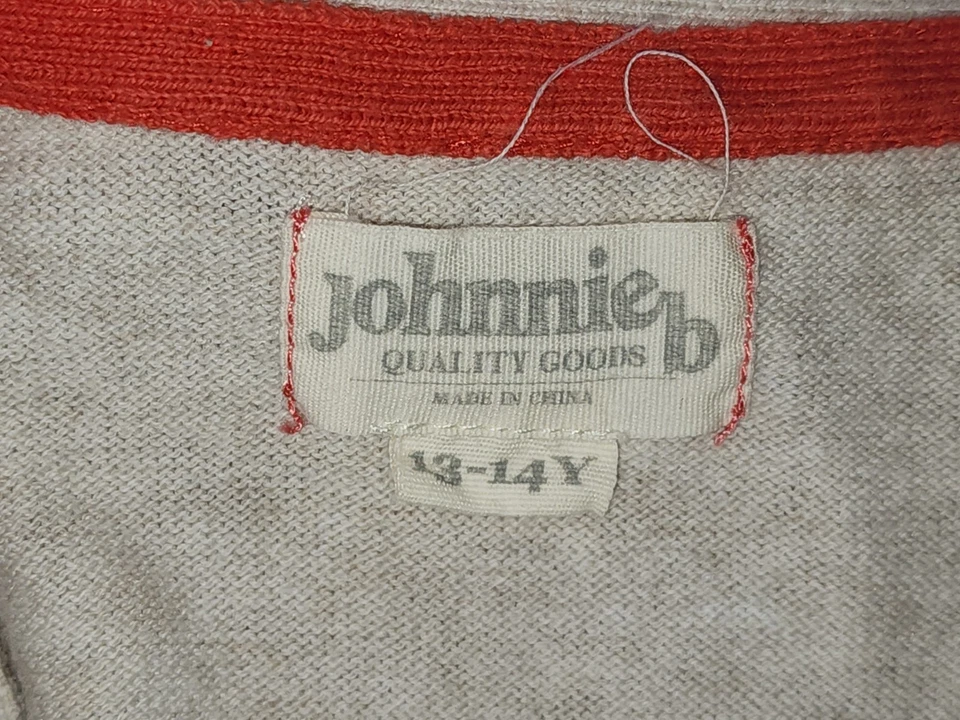 Johnnie b
QUALITY GOODS
MADE IN CHINA
13-14Y